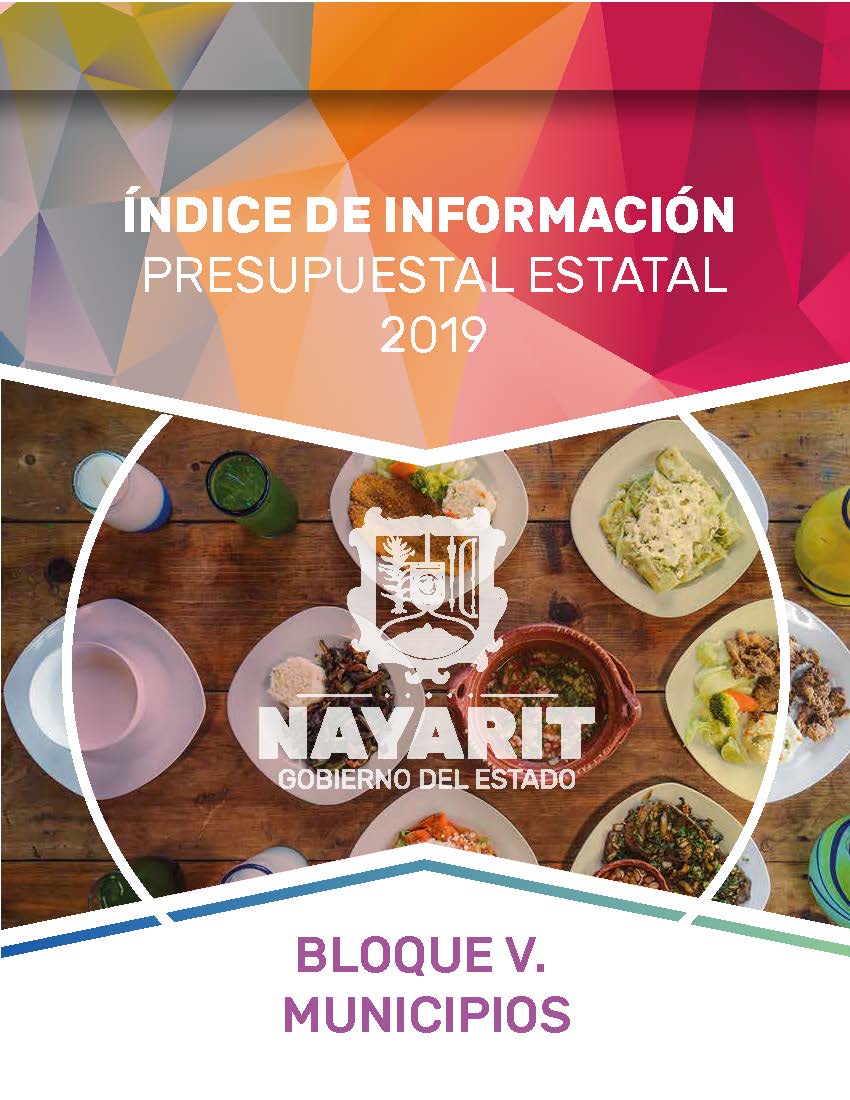 ÍNDICE DE INFORMACIÓN
PRESUPUESTAL ESTATAL
2019
NAYARIT
GOBIERNO DEL ESTADO
BLOQUE V.
MUNICIPIOS